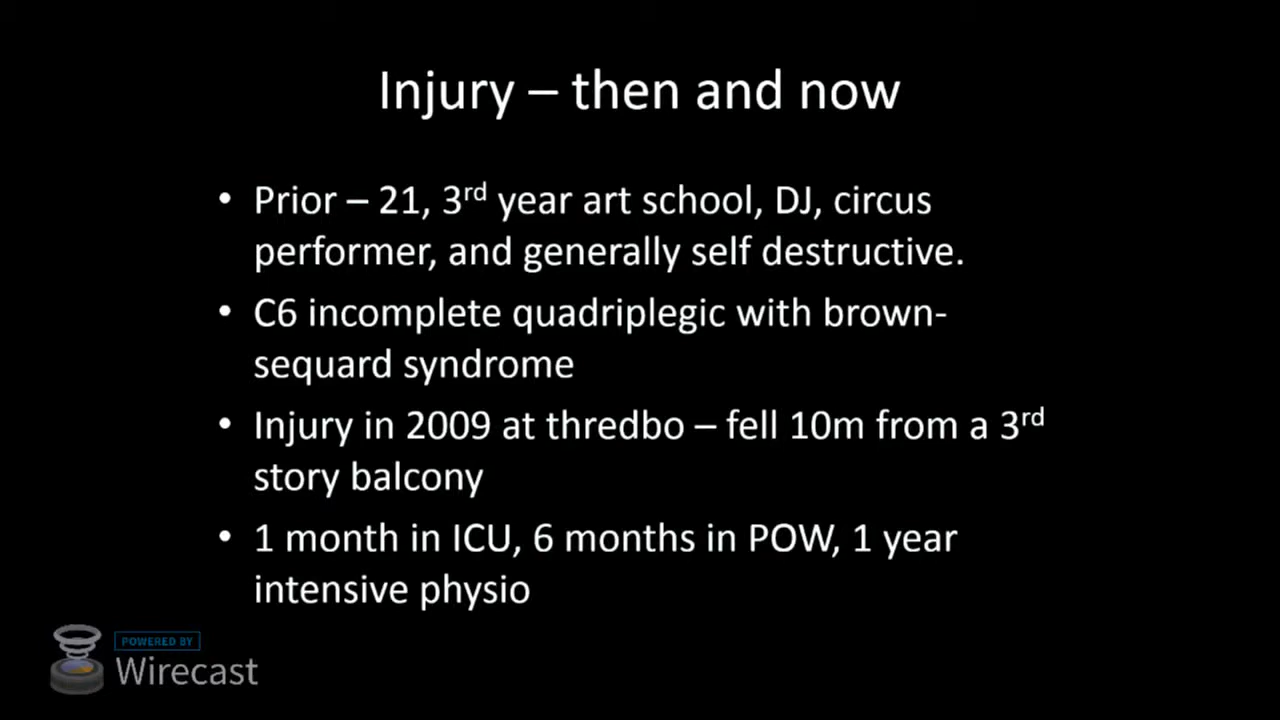 Injury – then and now
• Prior – 21, 3rd year art school, DJ, circus
performer, and generally self destructive.
• C6 incomplete quadriplegic with brown-
sequard syndrome
• Injury in 2009 at thredbo – fell 10m from a 3rd
story balcony
• 1 month in ICU, 6 months in POW, 1 year
intensive physio
POWERED BY
Wirecast